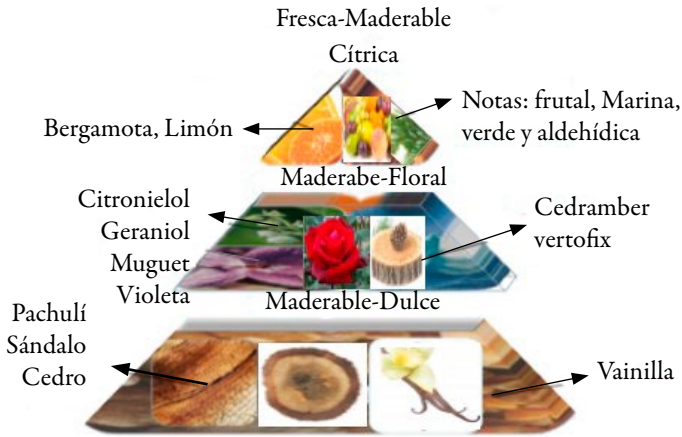 Fresca-Maderable
Cítrica
Bergamota, Limón
Notas: frutal, Marina,
verde y aldehídica
Maderabe-Floral
Citronielol
Geraniol
Muguet
Violeta
Cedramber
vertofix
Maderable-Dulce
Pachulí
Sándalo
Cedro
Vainilla